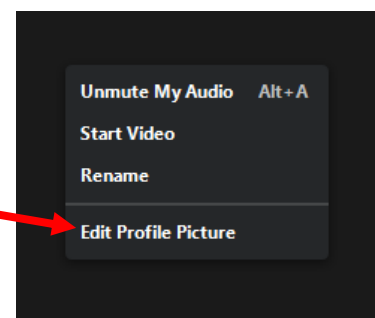 Unmute My Audio Alt+A
Start Video
Rename
Edit Profile Picture